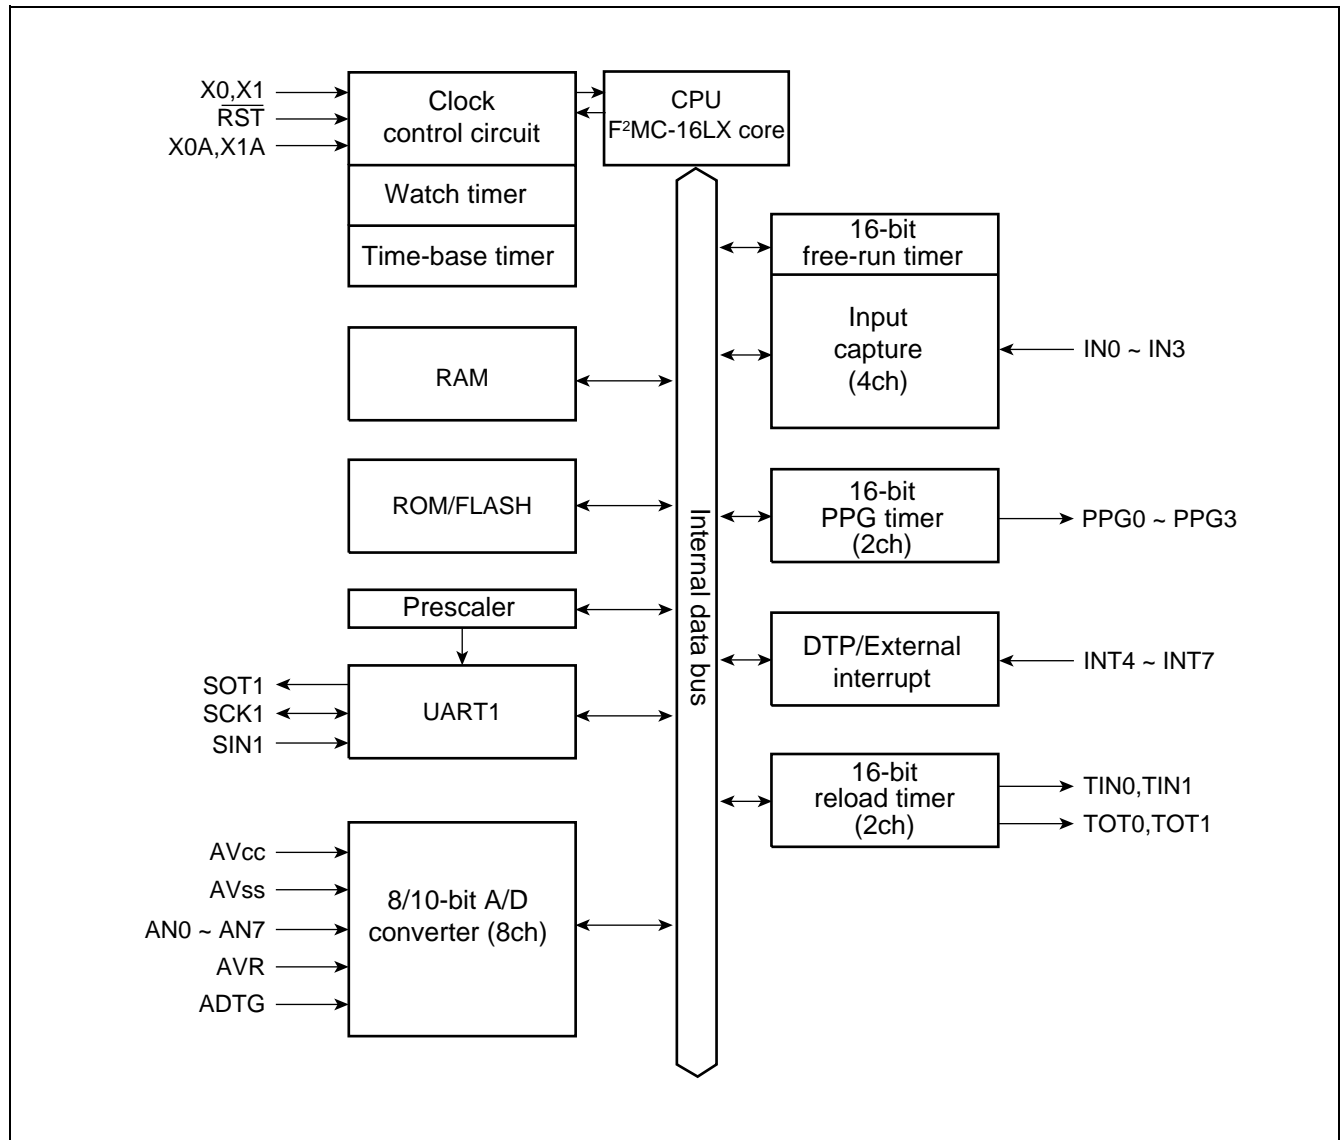 X0,X1
RST
X0A,X1A
Clock
control circuit
Watch timer
Time-base timer
CPU
F²MC-16LX core
RAM
ROM/FLASH
Prescaler
SOT1
SCK1
SIN1
UART1
AVcc
AVss
AN0 ~ AN7
AVR
ADTG
8/10-bit A/D
converter (8ch)
Internal data bus
16-bit
free-run timer
Input
capture
(4ch)
IN0 ~ IN3
16-bit
PPG timer
(2ch)
PPG0 ~ PPG3
DTP/External
interrupt
INT4 ~ INT7
16-bit
reload timer
(2ch)
TIN0,TIN1
TOT0,TOT1